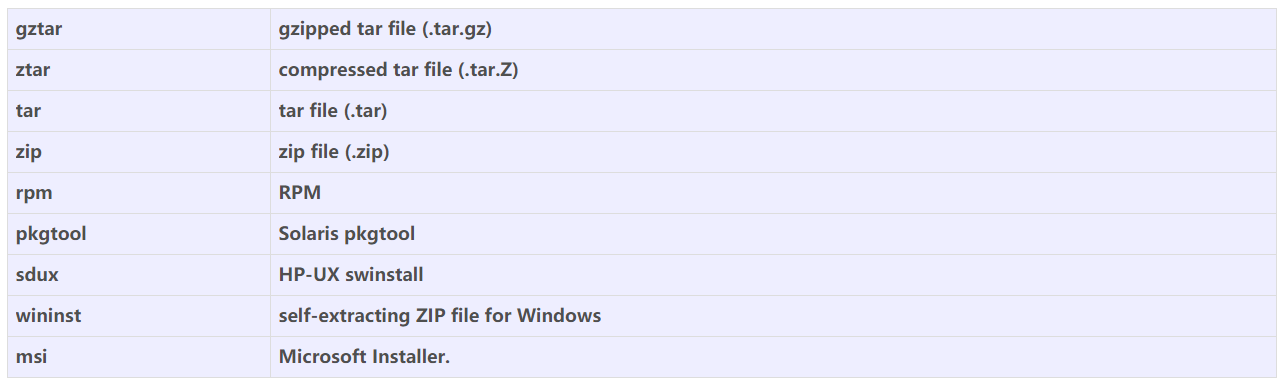 gztar gzipped tar file (.tar.gz)
ztar compressed tar file (.tar.Z)
tar tar file (.tar)
zip zip file (.zip)
rpm RPM
pkgtool Solaris pkgtool
sdux HP-UX swinstall
wininst self-extracting ZIP file for Windows
msi Microsoft Installer.